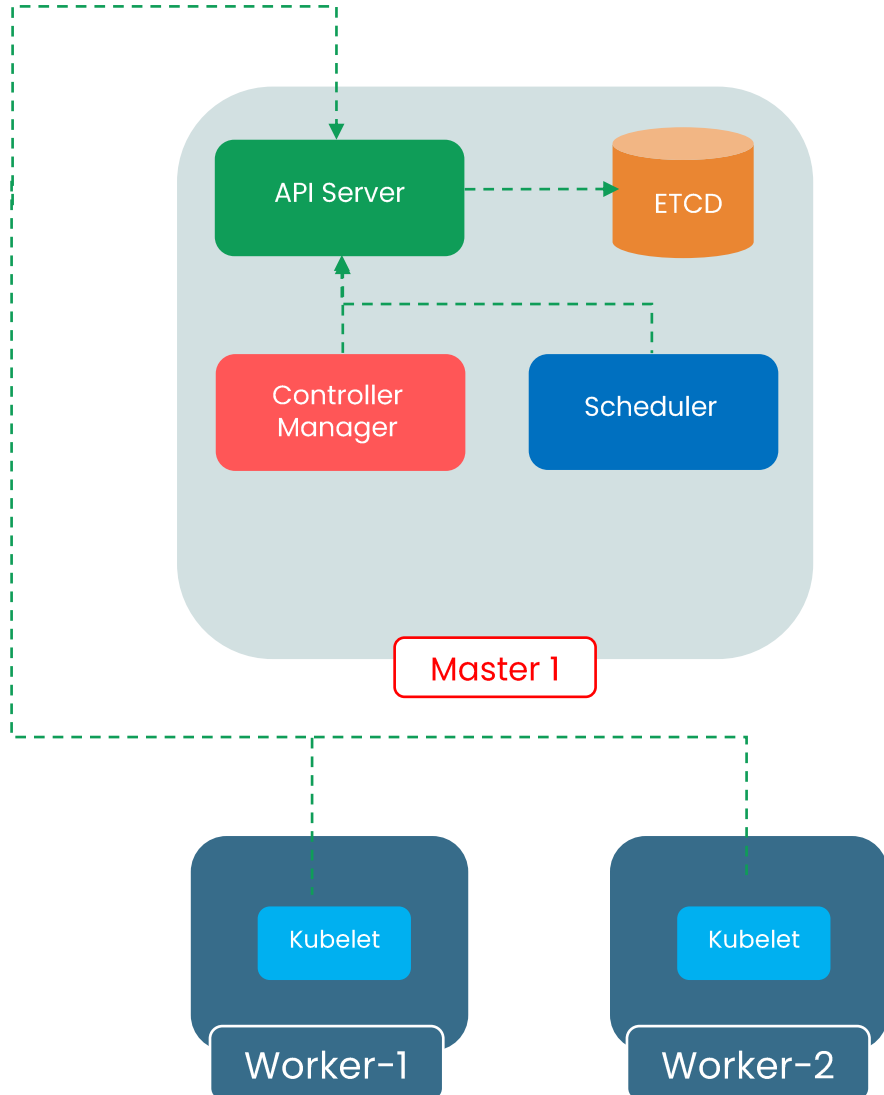 API Server
ETCD
Controller
Manager
Scheduler
Master 1
Kubelet
Kubelet
Worker-1
Worker-2